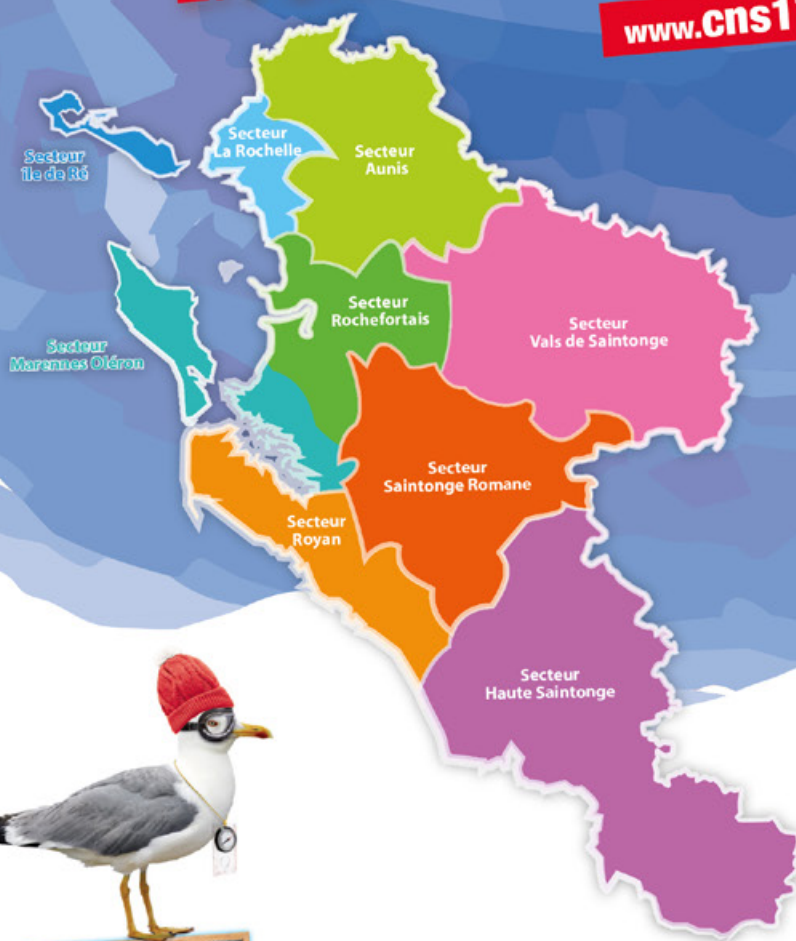 www.cns1
Secteur
La Rochelle
Secteur
Aunis
Secteur
île de Ré
Secteur
Rochefortais
Secteur
Vals de Saintonge
Secteur
Marennes Oléron
Secteur
Saintonge Romane
Secteur
Royan
Secteur
Haute Saintonge